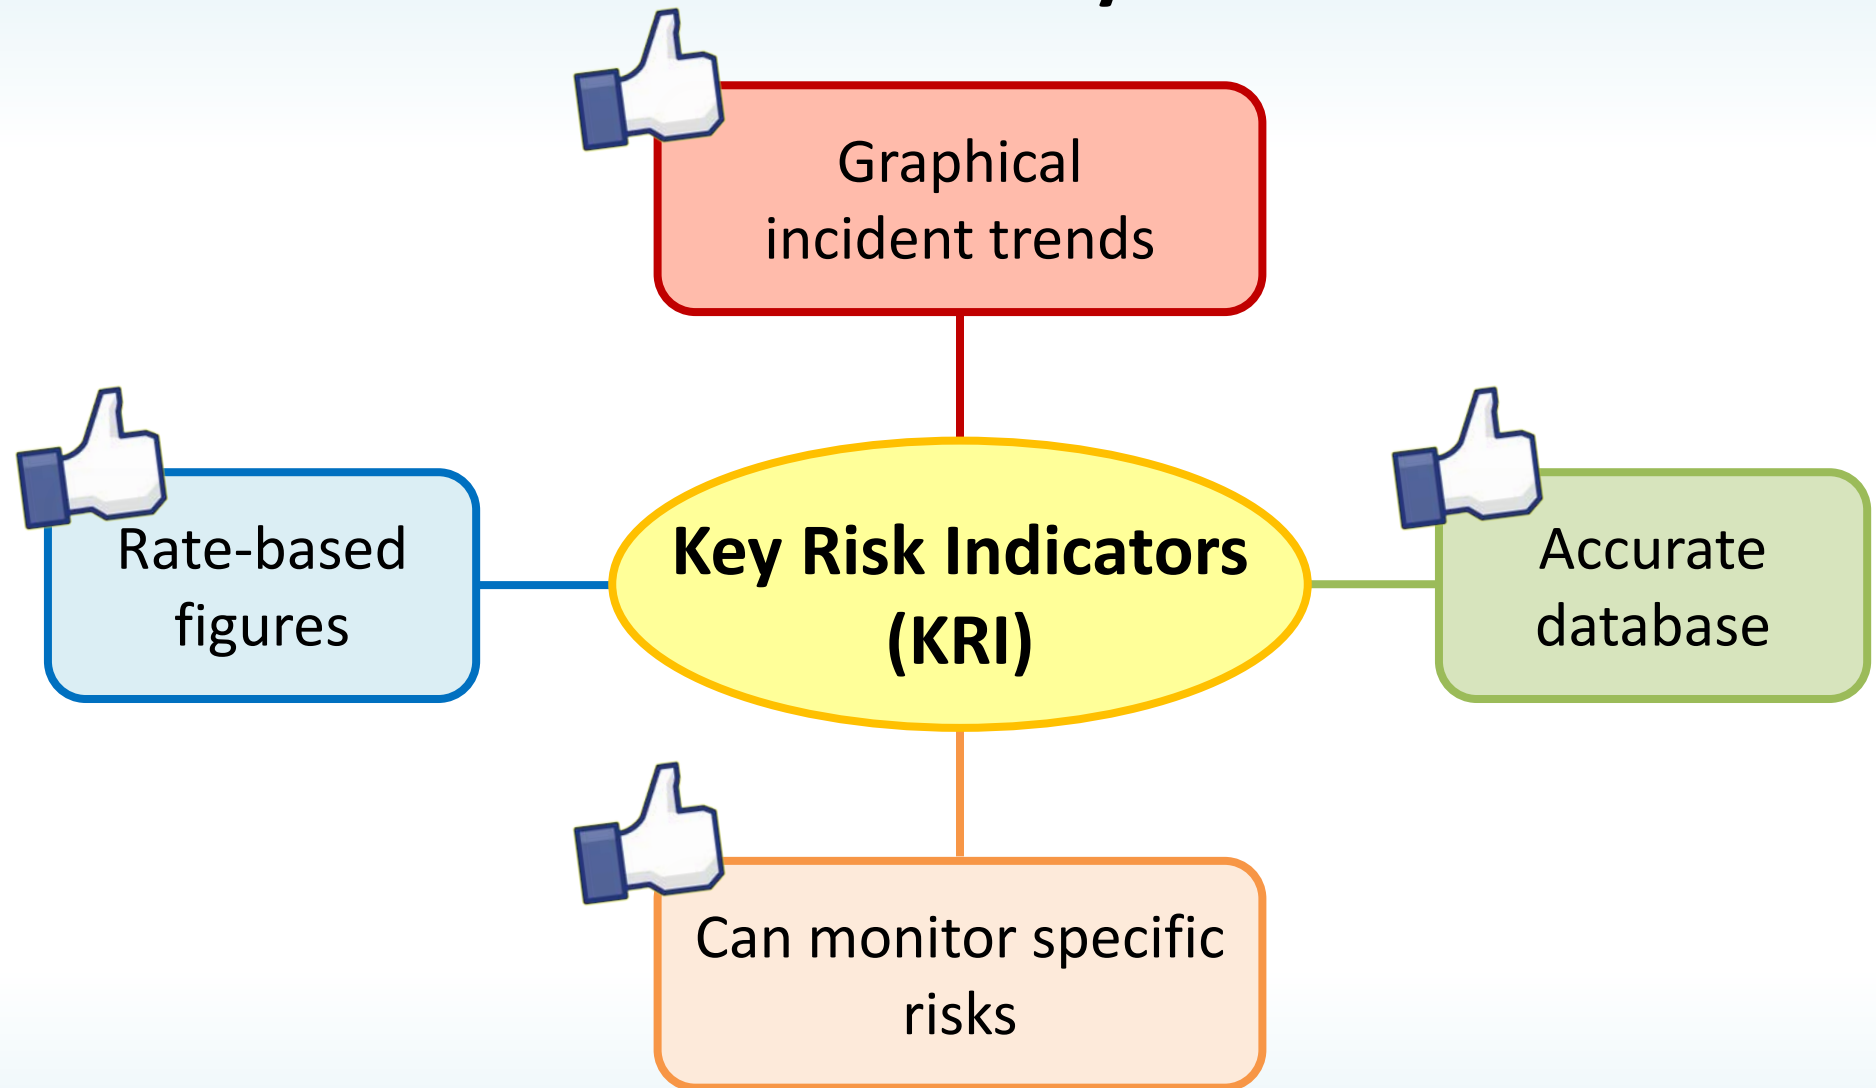 Graphical
incident trends
Rate-based
figures
Key Risk Indicators
(KRI)
Accurate
database
Can monitor specific
risks